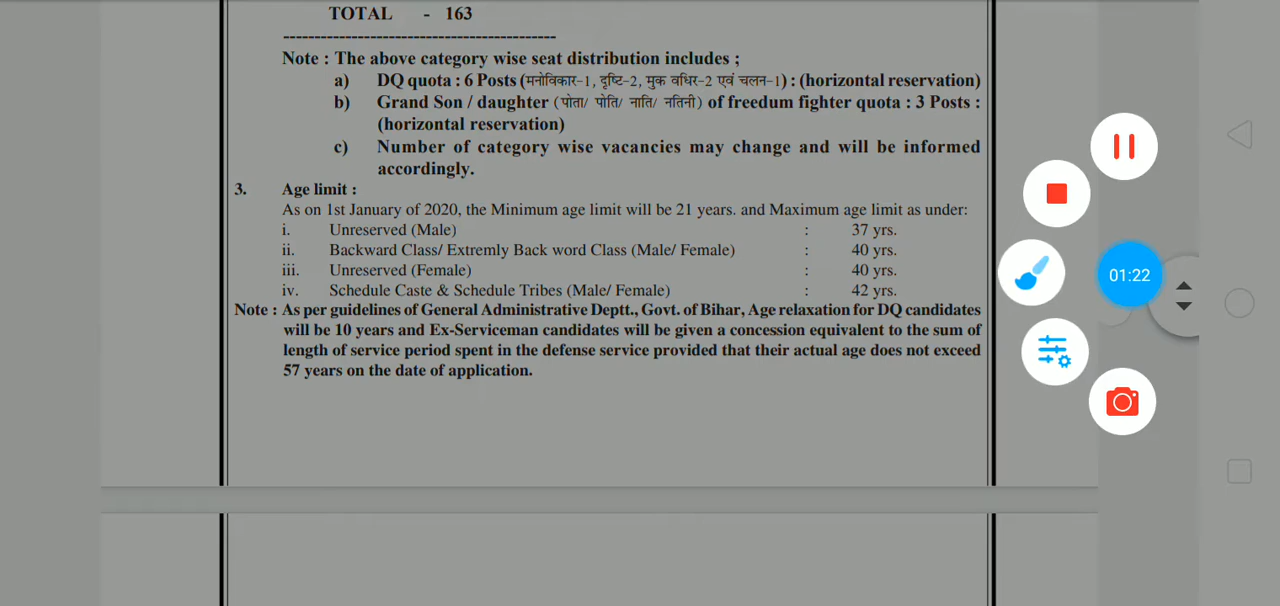 TOTAL - 163
--------------------------------------------
Note : The above category wise seat distribution includes ;
a) DQ quota : 6 Posts (मनोविकार-1, दृष्टि-2, मुक वधिर-2 एवं चलन-1) : (horizontal reservation)
b) Grand Son / daughter (पोता/ पोति/ नाति/ नतिनी) of freedum fighter quota : 3 Posts :
(horizontal reservation)
c) Number of category wise vacancies may change and will be informed
accordingly.
3. Age limit :
As on 1st January of 2020, the Minimum age limit will be 21 years. and Maximum age limit as under:
i. Unreserved (Male) : 37 yrs.
ii. Backward Class/ Extremly Back word Class (Male/ Female) : 40 yrs.
iii. Unreserved (Female) : 40 yrs.
iv. Schedule Caste & Schedule Tribes (Male/ Female) : 42 yrs.
Note : As per guidelines of General Administrative Deptt., Govt. of Bihar, Age relaxation for DQ candidates
will be 10 years and Ex-Serviceman candidates will be given a concession equivalent to the sum of
length of service period spent in the defense service provided that their actual age does not exceed
57 years on the date of application.
01:22